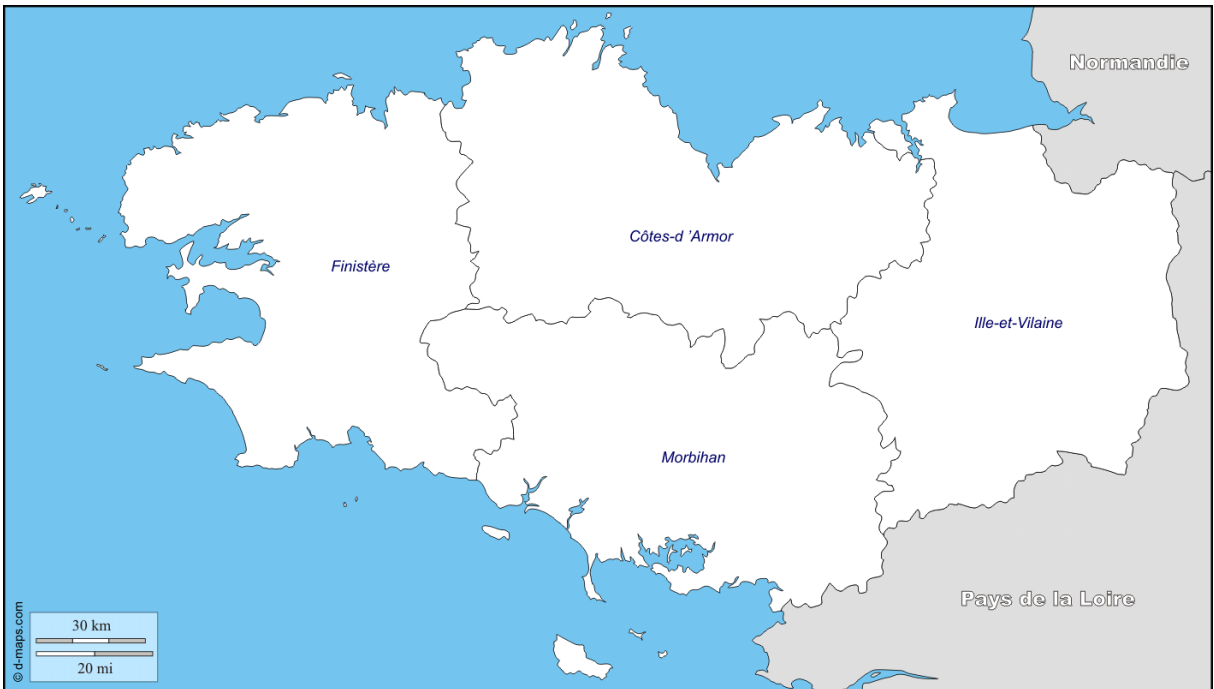 Normandie
Côtes-d ’Armor
Finistère
Ille-et-Vilaine
Morbihan
Pays de la Loire
30 km
20 mi
© d-maps.com